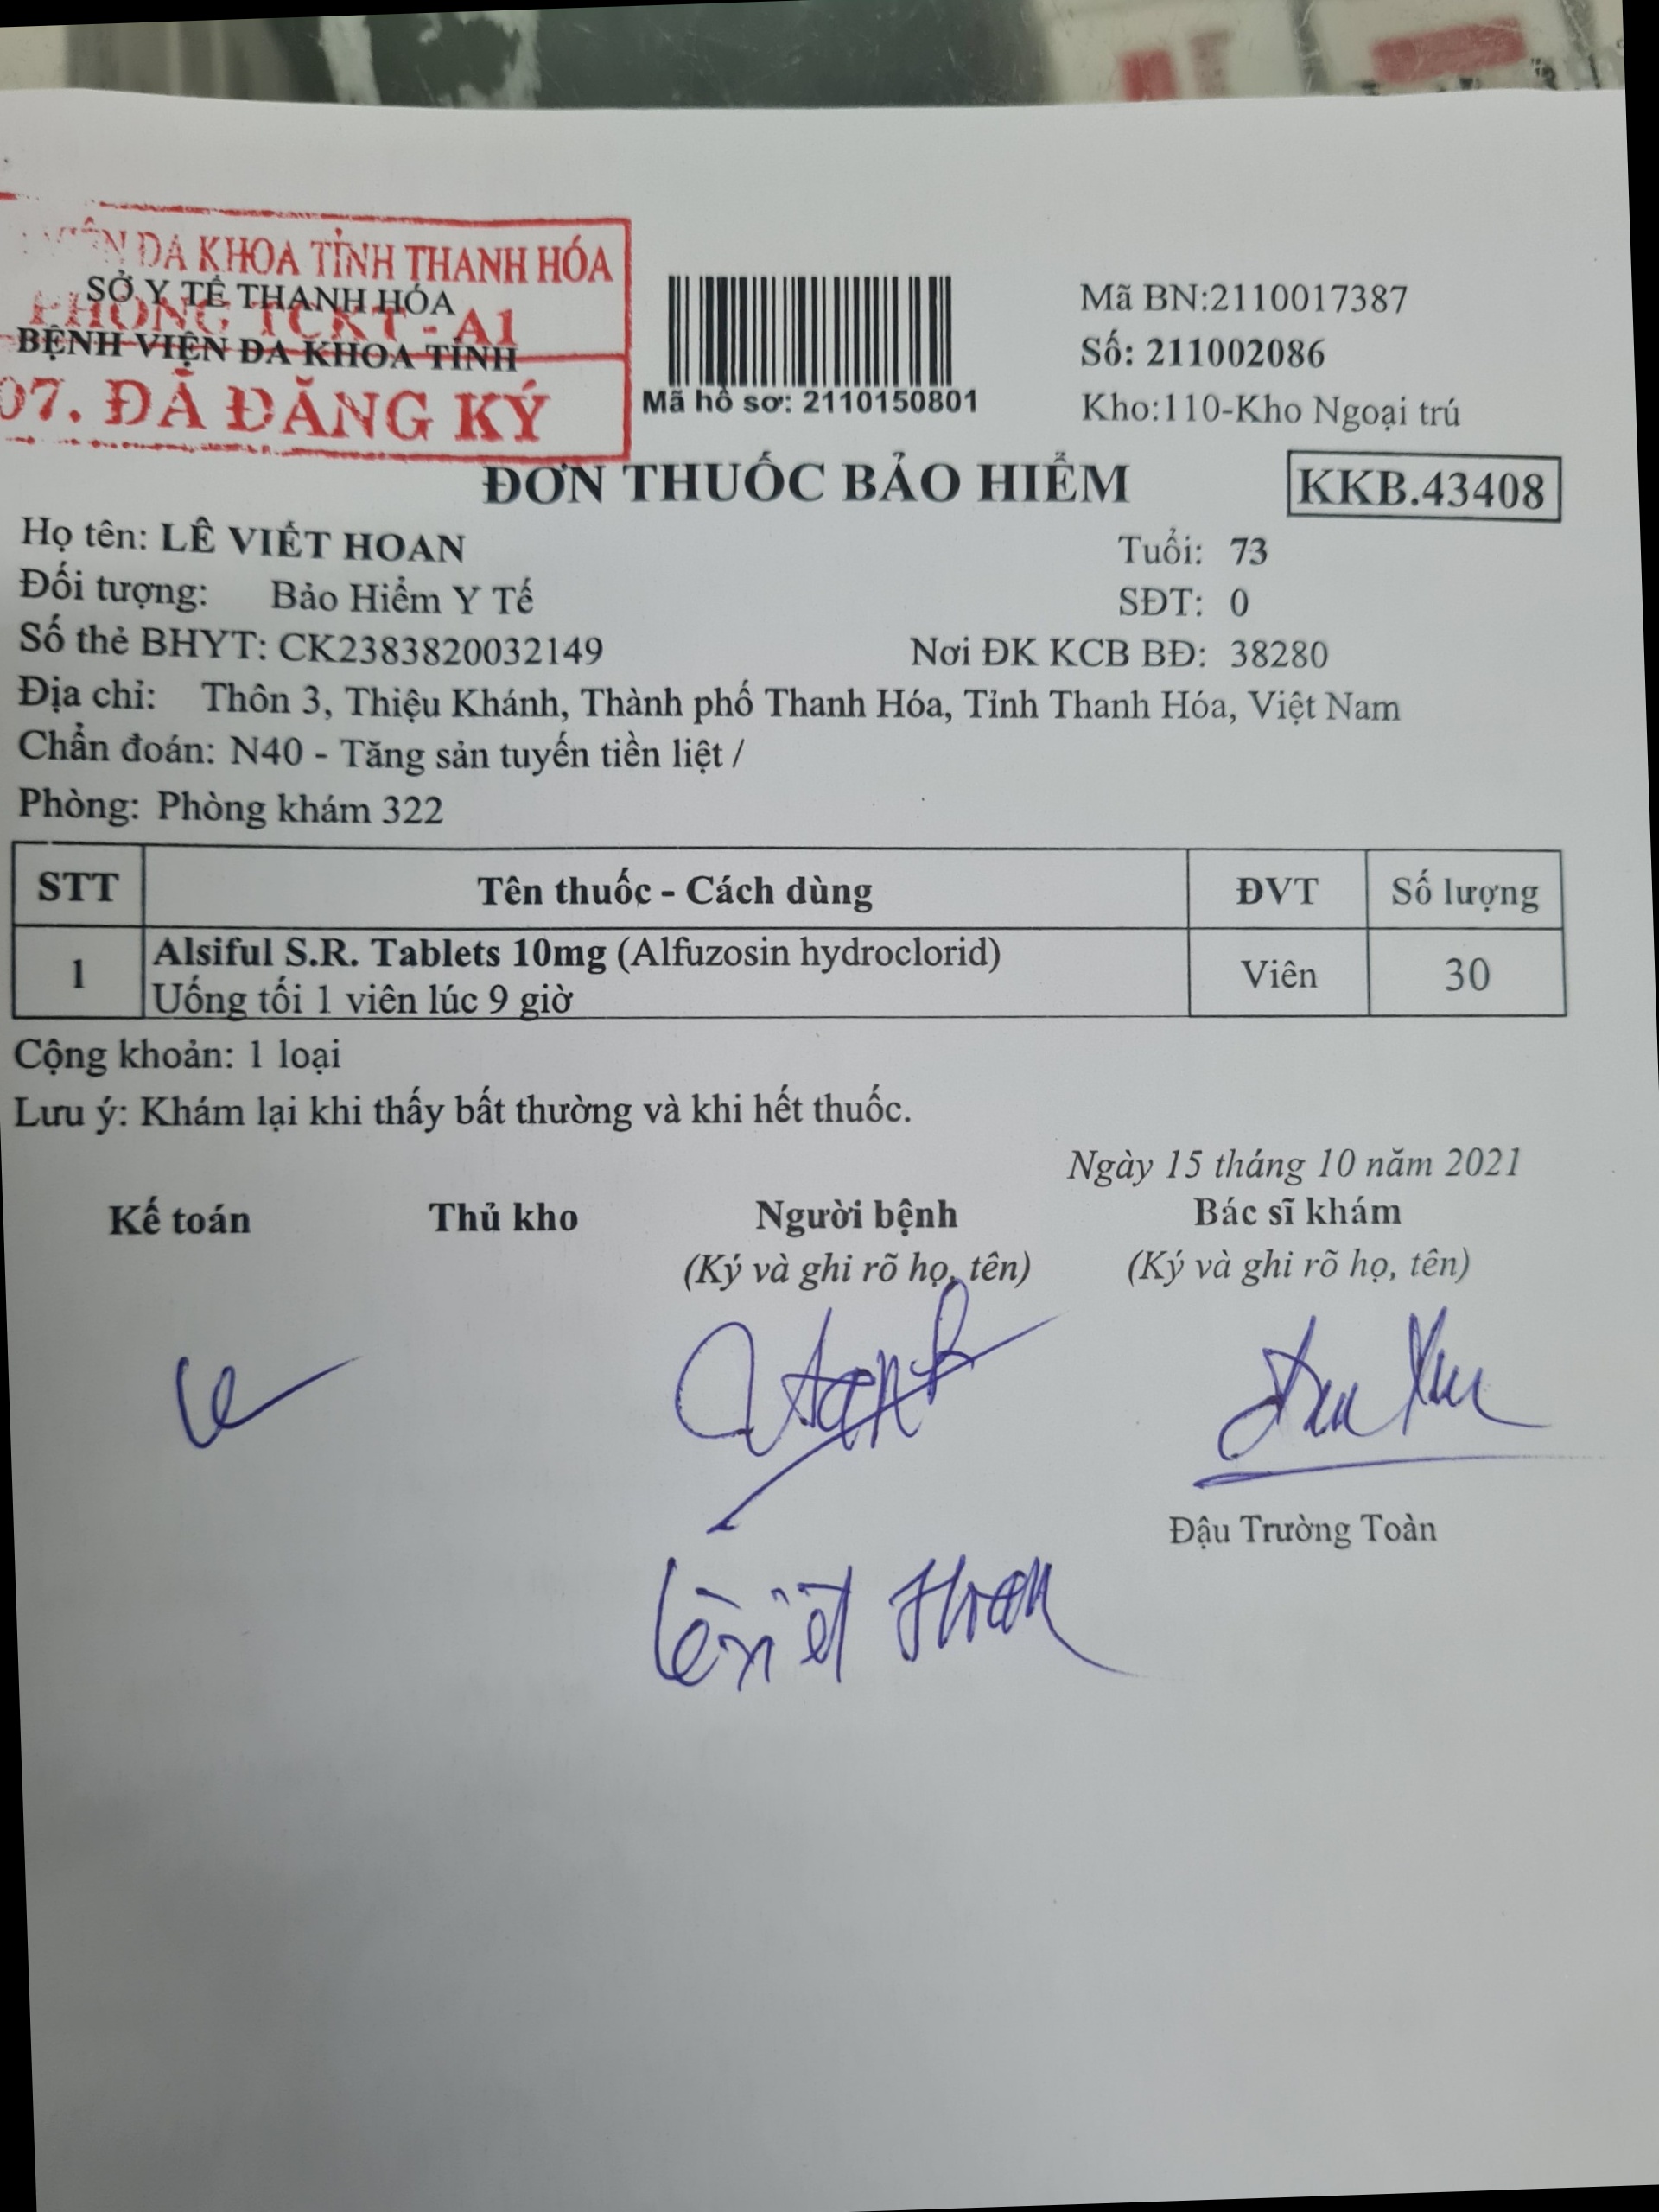 VIỆN ĐA KHOA TỈNH THANH HÓA
SỞ Y TẾ THANH HÓA
PHÒNG TCKT - A1
BỆNH VIỆN ĐA KHOA TỈNH
07. ĐÃ ĐĂNG KÝ
Mã hồ sơ: 2110150801
Mã BN:2110017387
Số: 211002086
Kho:110-Kho Ngoại trú
ĐƠN THUỐC BẢO HIỂM
KKB.43408
Họ tên: LÊ VIẾT HOAN Tuổi: 73
Đối tượng: Bảo Hiểm Y Tế SĐT: 0
Số thẻ BHYT: CK2383820032149 Nơi ĐK KCB BĐ: 38280
Địa chỉ: Thôn 3, Thiệu Khánh, Thành phố Thanh Hóa, Tỉnh Thanh Hóa, Việt Nam
Chẩn đoán: N40 - Tăng sản tuyến tiền liệt /
Phòng: Phòng khám 322
STT Tên thuốc - Cách dùng ĐVT Số lượng
1 Alsiful S.R. Tablets 10mg (Alfuzosin hydroclorid) Viên 30
Uống tối 1 viên lúc 9 giờ
Cộng khoản: 1 loại
Lưu ý: Khám lại khi thấy bất thường và khi hết thuốc.
Ngày 15 tháng 10 năm 2021
Kế toán Thủ kho Người bệnh Bác sĩ khám
(Ký và ghi rõ họ, tên) (Ký và ghi rõ họ, tên)
Đậu Trường Toàn
Lê Viết Hoan